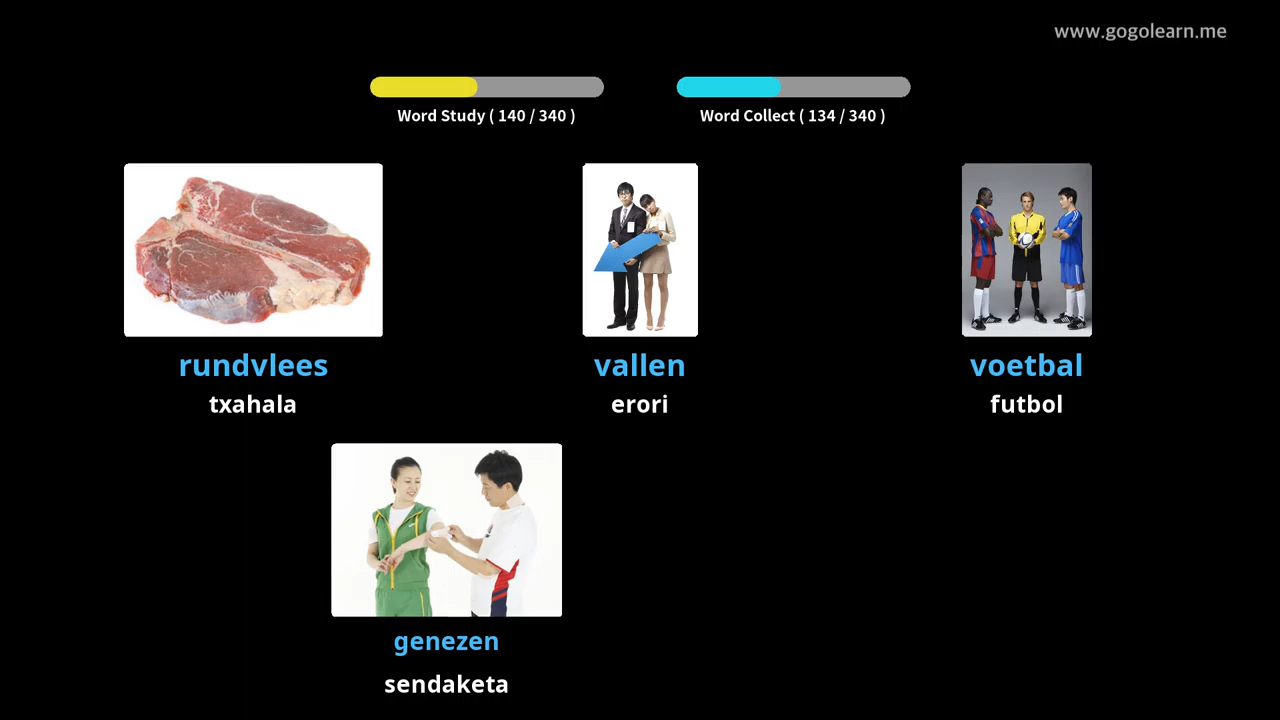 www.gogolearn.me
Word Study ( 140 / 340 )
Word Collect ( 134 / 340 )
rundvlees
txahala
vallen
erori
voetbal
futbol
genezen
sendaketa